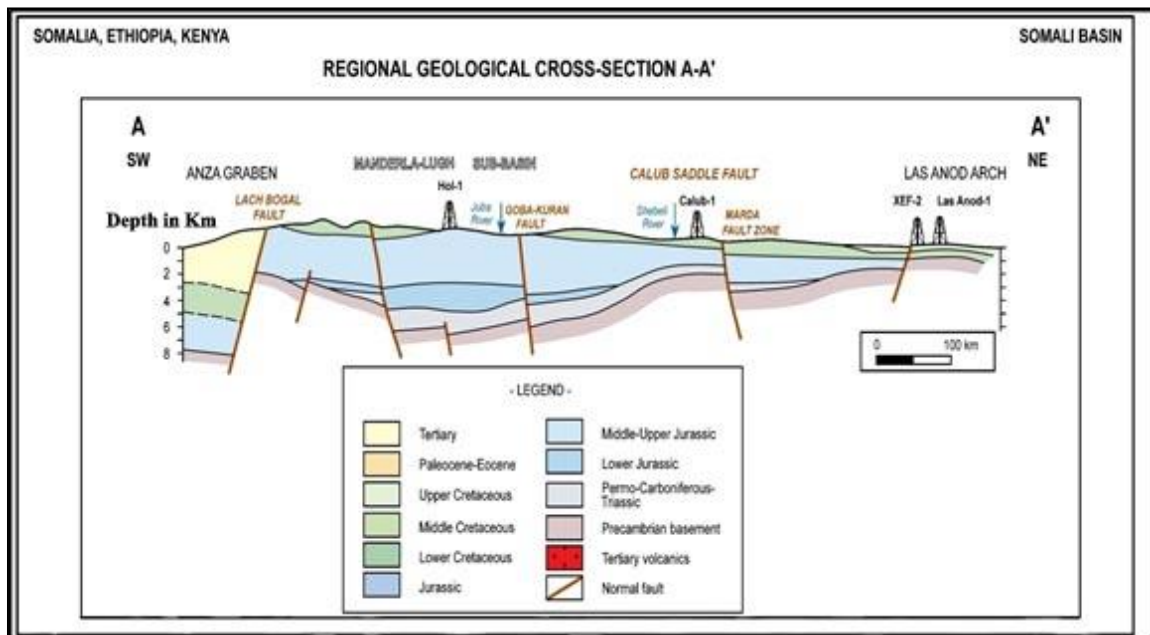 SOMALIA, ETHIOPIA, KENYA
SOMALI BASIN
REGIONAL GEOLOGICAL CROSS-SECTION A-A'
A
SW
A'
NE
ANZA GRABEN
MANDERLA-LUGH SUB-BASIN
CALUB SADDLE FAULT
LAS ANOD ARCH
LACH BOGAL
FAULT
Hol-1
Juba
River
GOBA-KURAN
FAULT
Shebeli
River
Calub-1
MARDA
FAULT ZONE
XEF-2
Las Anod-1
Depth in Km
0
2
4
6
8
0
100 km
- LEGEND -
Tertiary
Paleocene-Eocene
Upper Cretaceous
Middle Cretaceous
Lower Cretaceous
Jurassic
Middle-Upper Jurassic
Lower Jurassic
Permo-Carboniferous-
Triassic
Precambrian basement
Tertiary volcanics
Normal fault